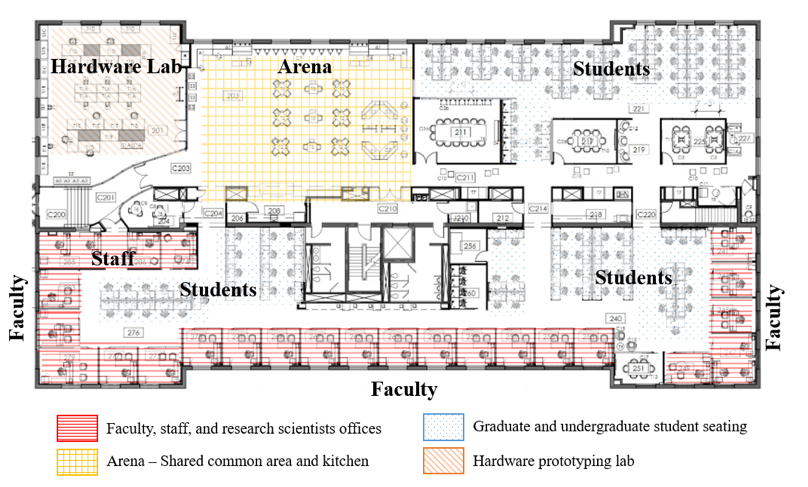 Hardware Lab
Arena
Students
203
201
221
211
217
219
227
C203
C211
C201
C200
204
C204
206
208
C210
212
C214
218
C220
256
Staff
Students
Students
260
Faculty
Faculty
276
240
251
Faculty
Faculty, staff, and research scientists offices
Graduate and undergraduate student seating
Arena – Shared common area and kitchen
Hardware prototyping lab